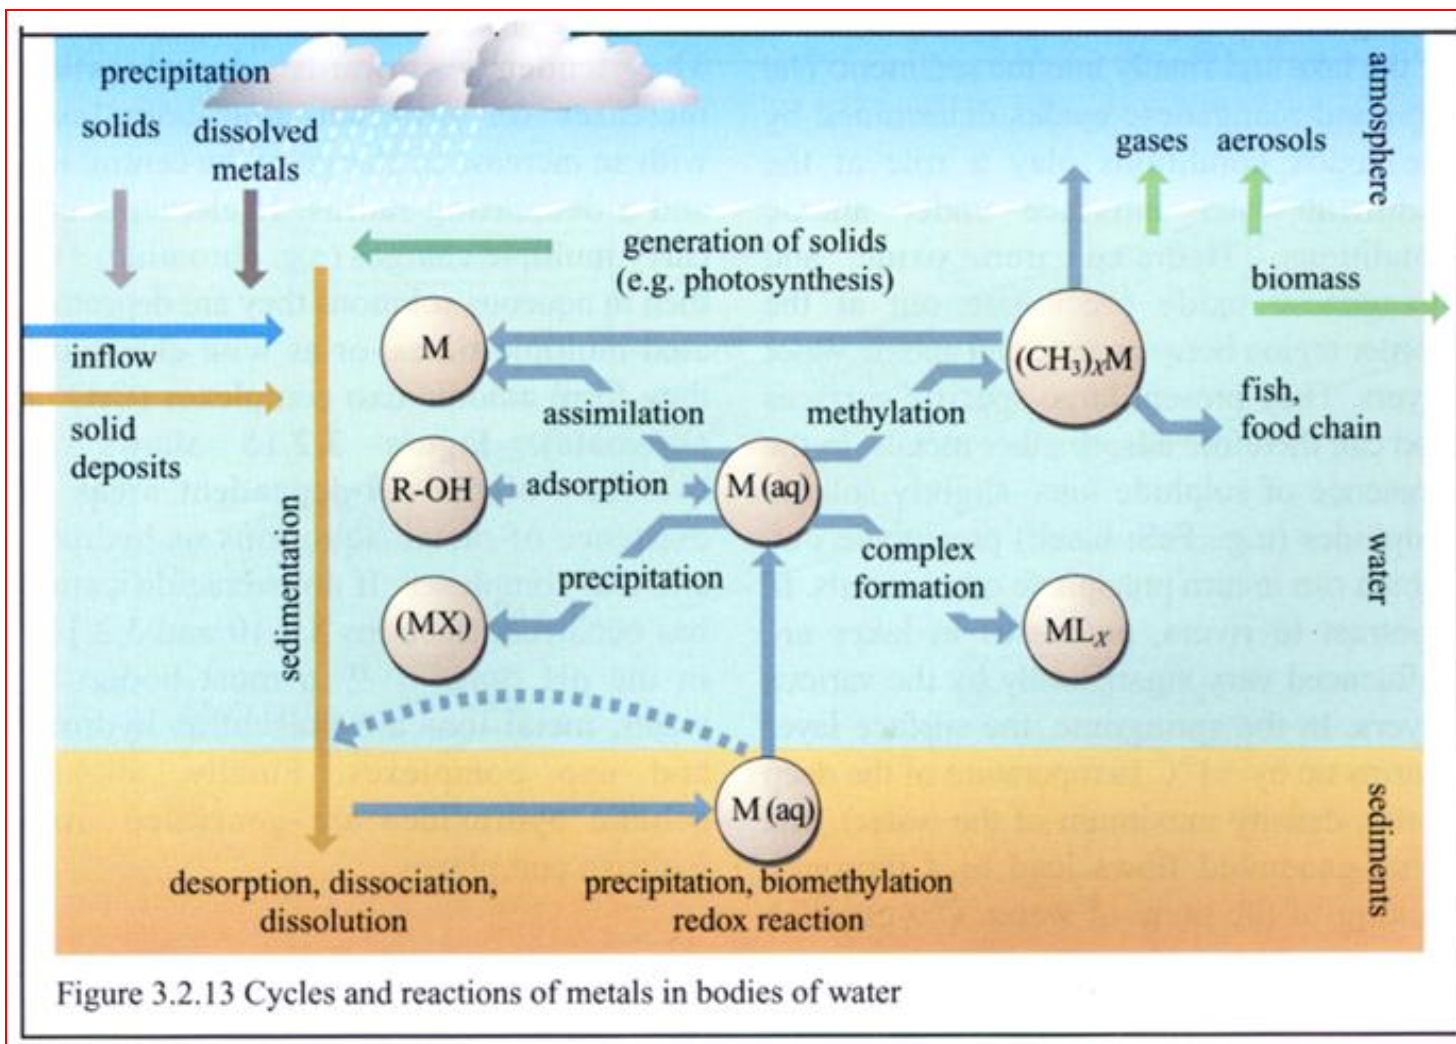 precipitation
solids
dissolved
metals
atmosphere
gases
aerosols
generation of solids
(e.g. photosynthesis)
biomass
inflow
M
(CH₃)ₓM
solid
deposits
assimilation
methylation
fish,
food chain
R-OH
adsorption
M (aq)
sedimentation
precipitation
complex
formation
water
(MX)
MLₓ
M (aq)
sediments
desorption, dissociation,
dissolution
precipitation, biomethylation
redox reaction
Figure 3.2.13 Cycles and reactions of metals in bodies of water